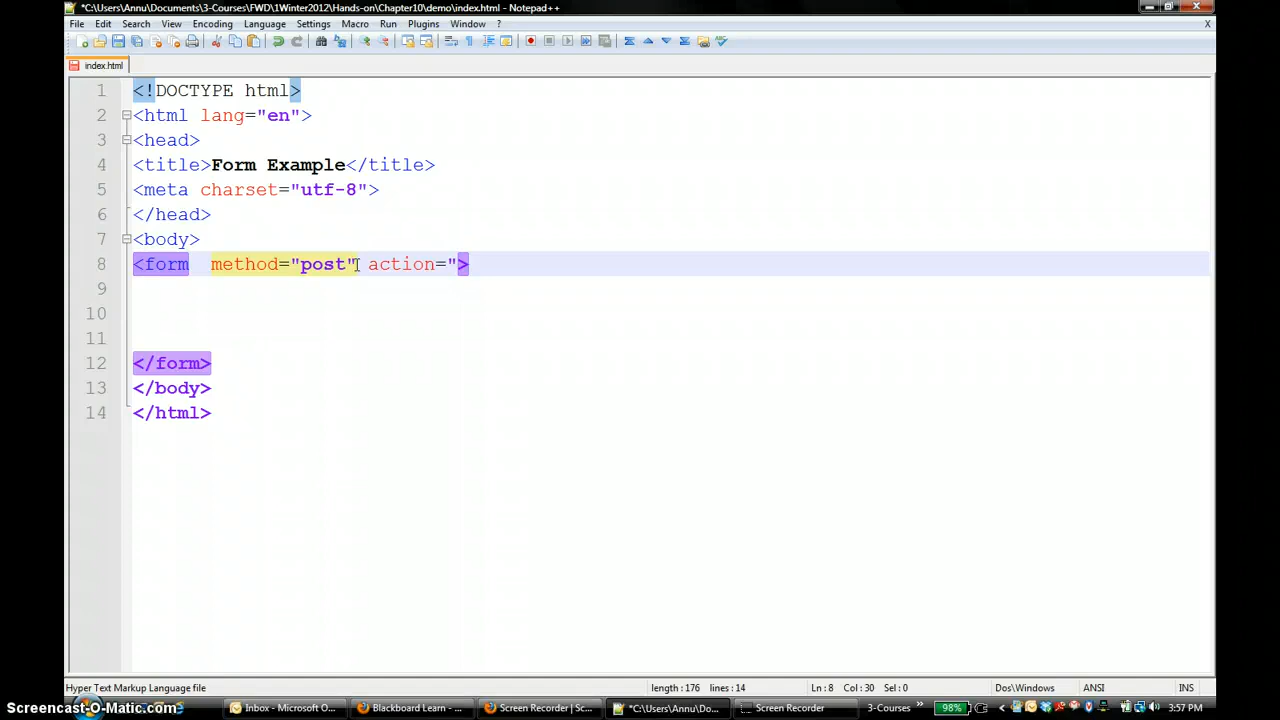 *C:\Users\Annu\Documents\3-Courses\FWD\1Winter2012\Hands-on\Chapter10\demo\index.html - Notepad++
File Edit Search View Encoding Language Settings Macro Run Plugins Window ? X
index.html
1 <!DOCTYPE html>
2 <html lang="en">
3 <head>
4 <title>Form Example</title>
5 <meta charset="utf-8">
6 </head>
7 <body>
8 <form  method="post" action=">
9
10
11
12 </form>
13 </body>
14 </html>
Hyper Text Markup Language file length : 176 lines : 14 Ln : 8 Col : 30 Sel : 0 Dos\Windows ANSI INS
Screencast-O-Matic.com Inbox - Microsoft O... Blackboard Learn - ... Screen Recorder | Sc... *C:\Users\Annu\Do... Screen Recorder 3-Courses 98% 3:57 PM